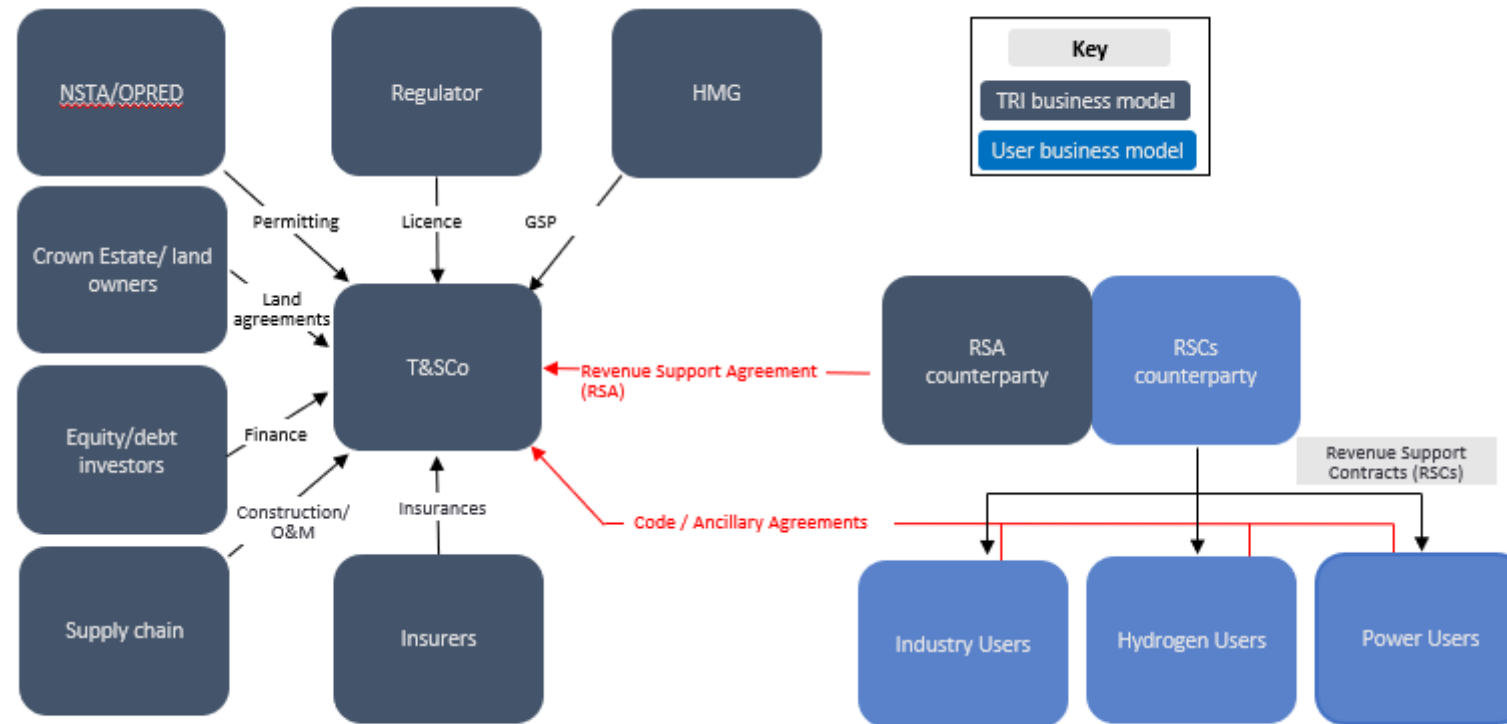 NSTA/OPRED
Regulator
HMG
Key
TRI business model
User business model
Permitting
Licence
GSP
Crown Estate/ land
owners
Land
agreements
T&SCo
Revenue Support Agreement
(RSA)
RSA
counterparty
RSCs
counterparty
Equity/debt
investors
Finance
Revenue Support
Contracts (RSCs)
Construction/
O&M
Insurances
Code / Ancillary Agreements
Supply chain
Insurers
Industry Users
Hydrogen Users
Power Users